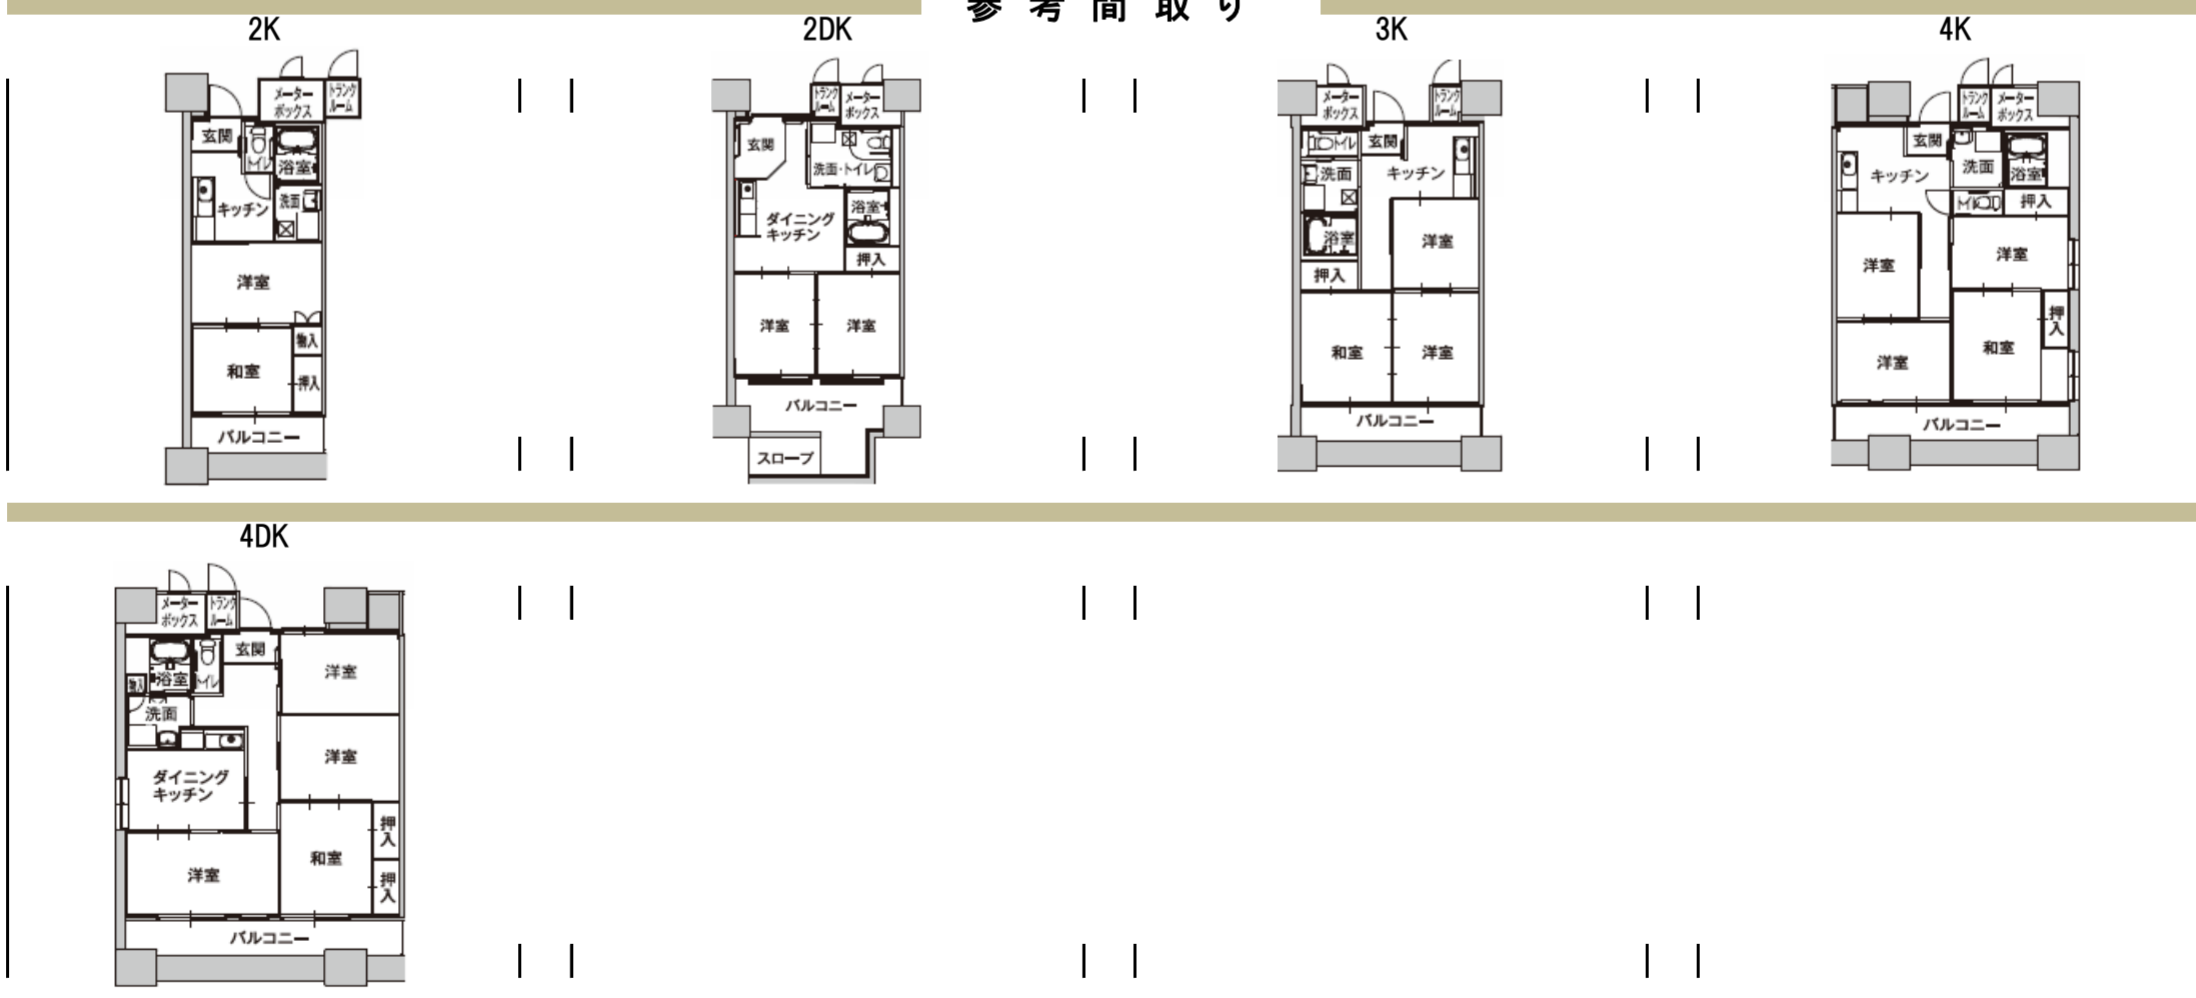 参考間取り
2K
2DK
3K
4K
メーター
ボックス
トランク
ルーム
玄関
トイレ
浴室
キッチン
洗面
洋室
和室
物入
押入
バルコニー
トランク
ルーム
メーター
ボックス
玄関
洗面・トイレ
浴室
ダイニング
キッチン
押入
洋室
洋室
バルコニー
スロープ
メーター
ボックス
トランク
ルーム
トイレ
玄関
洗面
キッチン
浴室
洋室
押入
和室
洋室
バルコニー
トランク
ルーム
メーター
ボックス
玄関
洗面
浴室
キッチン
トイレ
押入
洋室
洋室
押入
和室
洋室
バルコニー
4DK
メーター
ボックス
トランク
ルーム
玄関
浴室
トイレ
物入
洋室
洗面
洋室
ダイニング
キッチン
押入
和室
洋室
押入
バルコニー